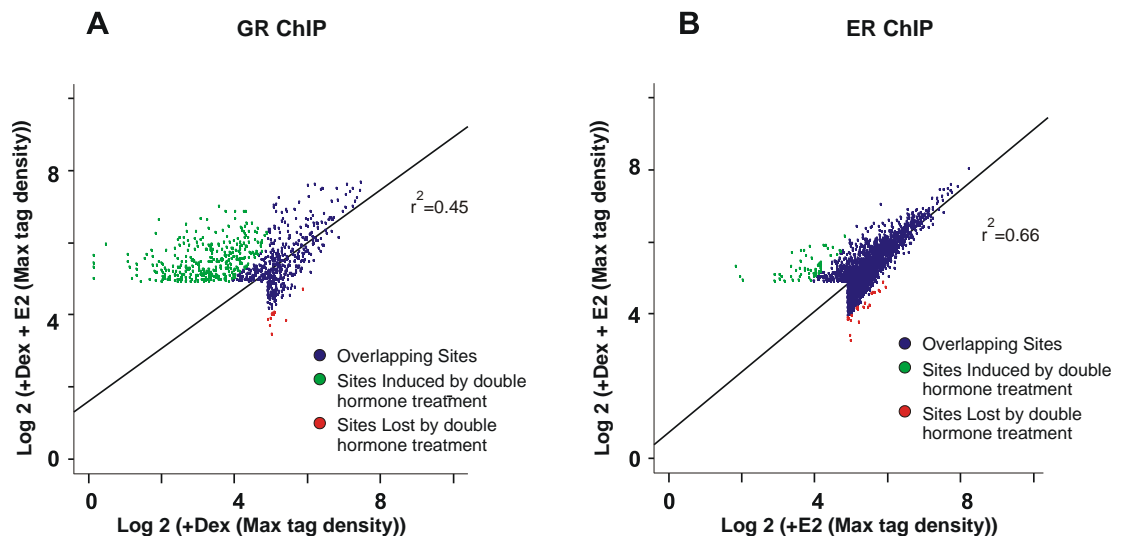 A
GR ChIP
Log 2 (+Dex + E2 (Max tag density))
8
4
0
r2=0.45
Overlapping Sites
Sites Induced by double
hormone treatment
Sites Lost by double
hormone treatment
0
4
8
Log 2 (+Dex (Max tag density))
B
ER ChIP
Log 2 (+Dex + E2 (Max tag density))
8
4
0
r2=0.66
Overlapping Sites
Sites Induced by double
hormone treatment
Sites Lost by double
hormone treatment
0
4
8
Log 2 (+E2 (Max tag density))